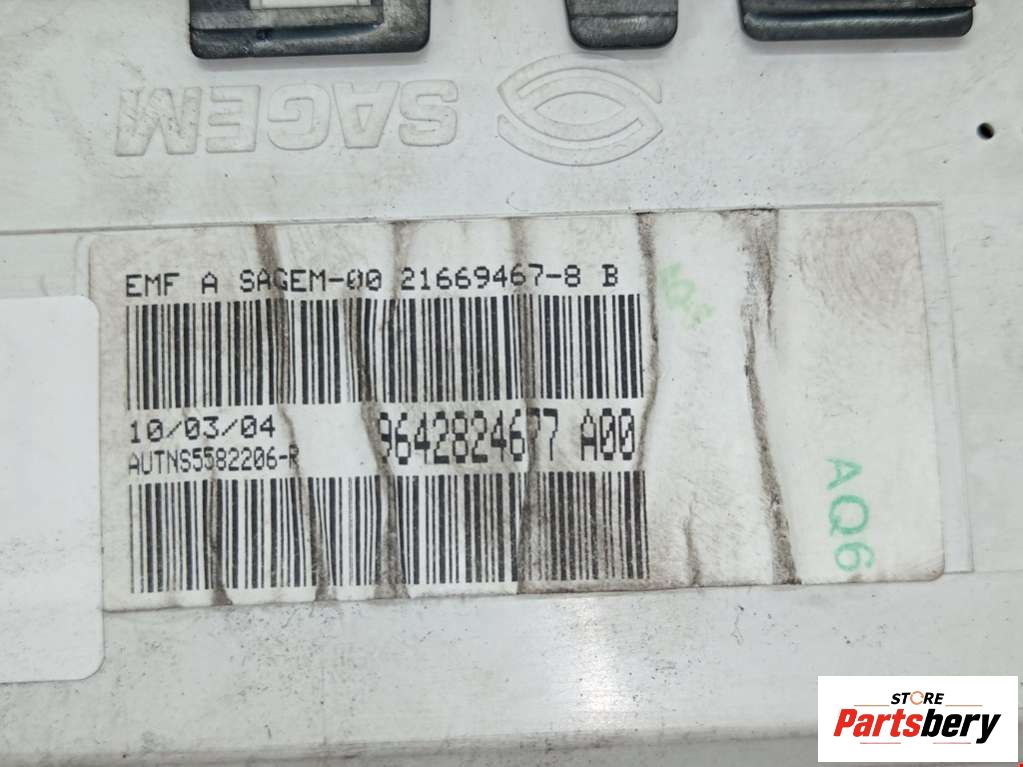 SAGEM
EMF A SAGEM-00 21669467-8 B
10/03/04
9642824677 A00
AUTNS5582206-R
AQ6
STORE
Partsbery